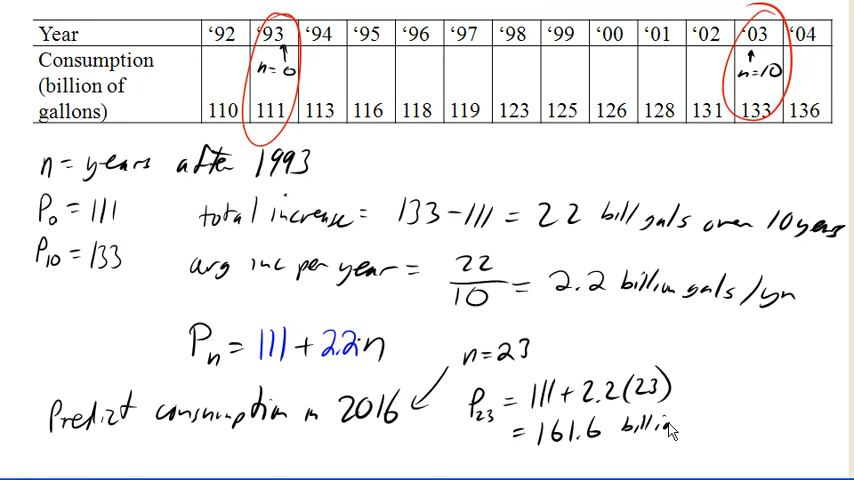 Year ‘92 ‘93 ‘94 ‘95 ‘96 ‘97 ‘98 ‘99 ‘00 ‘01 ‘02 ‘03 ‘04
Consumption
(billion of
gallons) 110 111 113 116 118 119 123 125 126 128 131 133 136
n=0 n=10
n = years after 1993
P0 = 111 total increase = 133-111 = 22 bill gals over 10 years
P10 = 133
avg inc per year = 22/10 = 2.2 billion gals/yr
Pn = 111 + 2.2·n
n=23
Predict consumption in 2016
P23 = 111 + 2.2(23)
= 161.6 billi